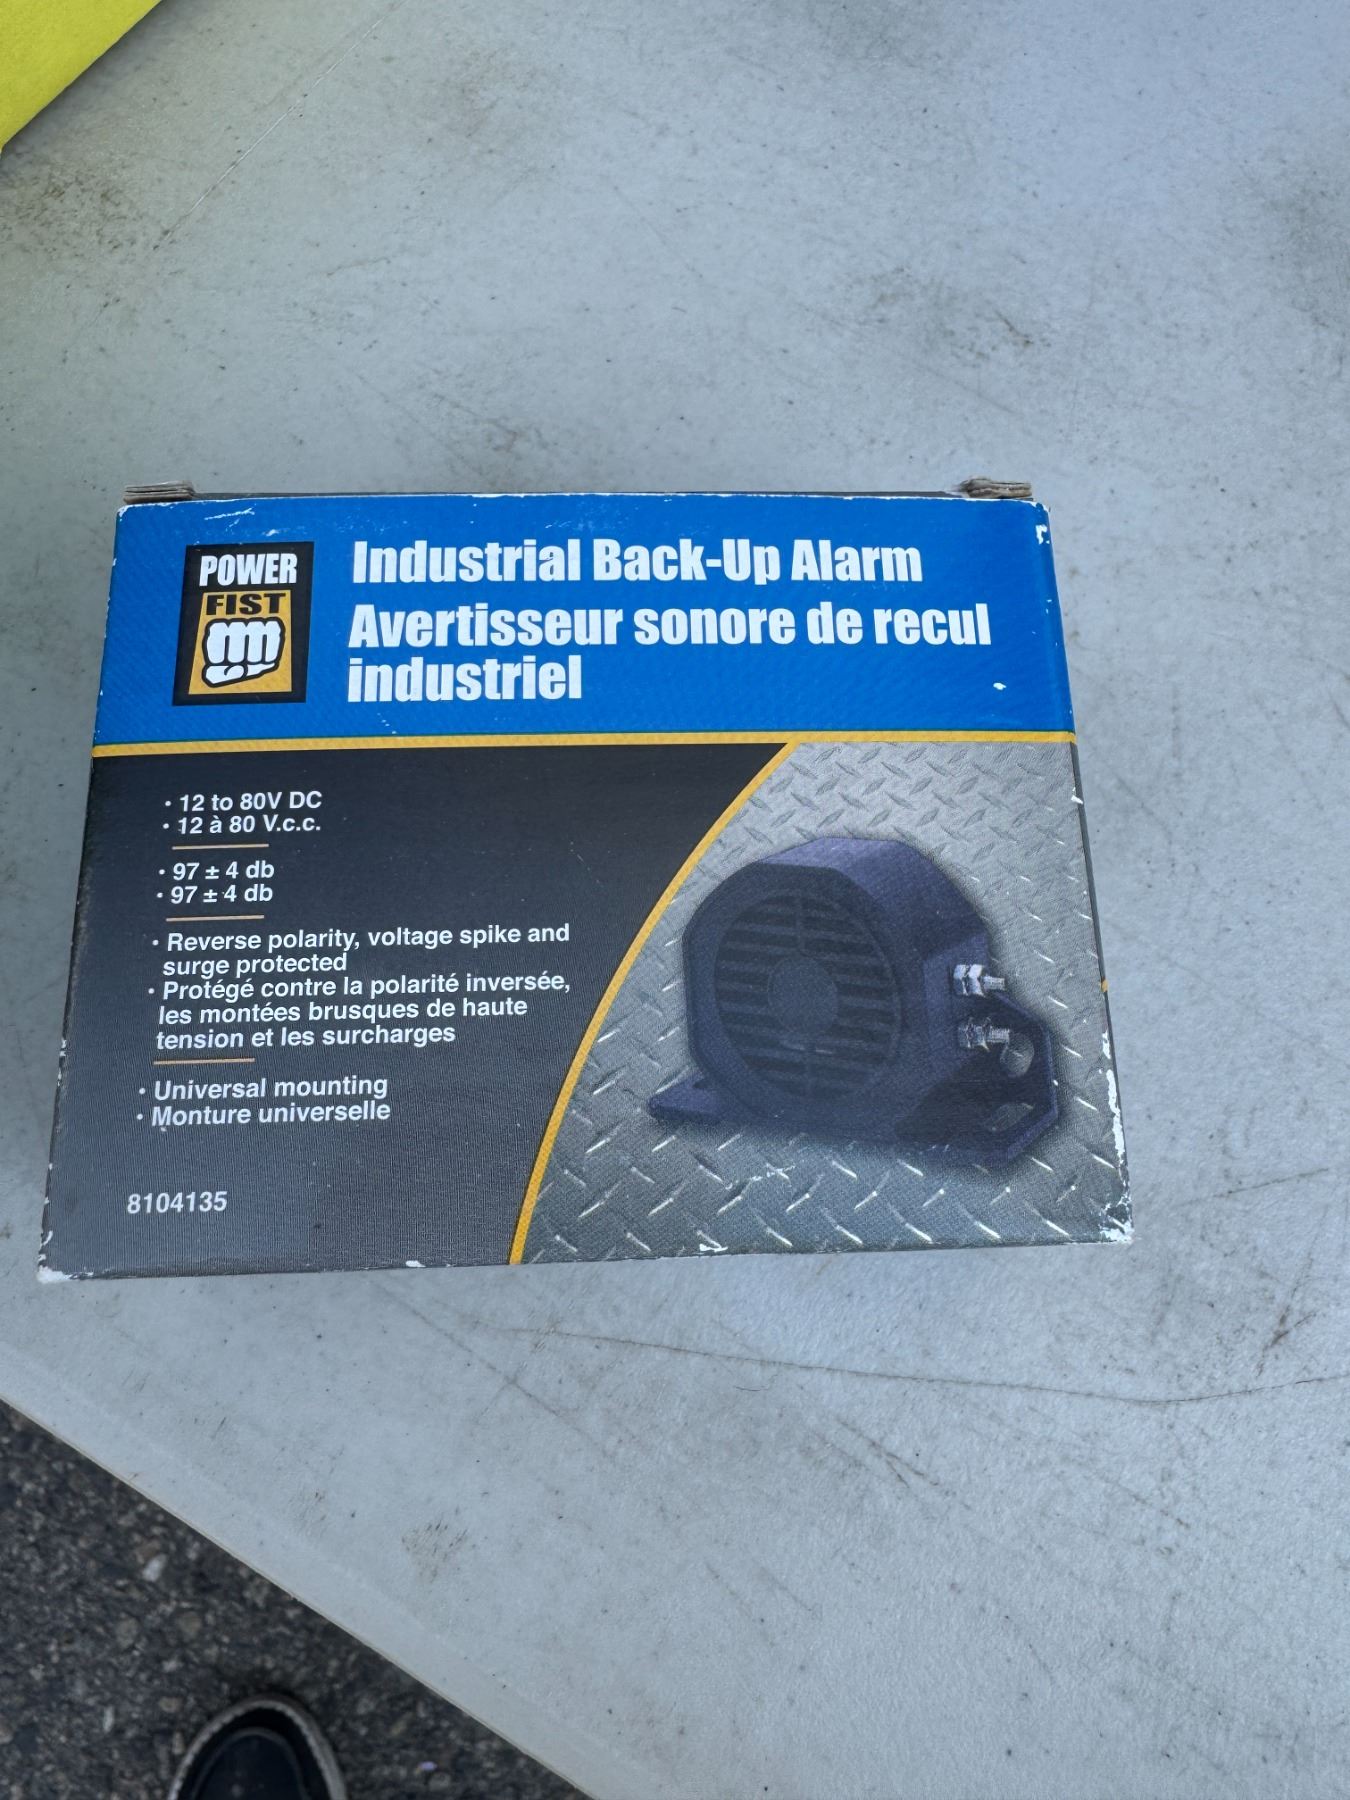 POWER
FIST
Industrial Back-Up Alarm
Avertisseur sonore de recul
industriel
• 12 to 80V DC
• 12 à 80 V.c.c.
• 97 ± 4 db
• 97 ± 4 db
• Reverse polarity, voltage spike and
surge protected
• Protégé contre la polarité inversée,
les montées brusques de haute
tension et les surcharges
• Universal mounting
• Monture universelle
8104135